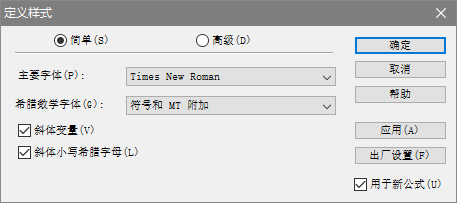 定义样式
简单(S) 高级(D)
确定
取消
主要字体(P): Times New Roman
帮助
希腊数学字体(G): 符号和 MT 附加
斜体变量(V)
应用(A)
斜体小写希腊字母(L)
出厂设置(F)
用于新公式(U)